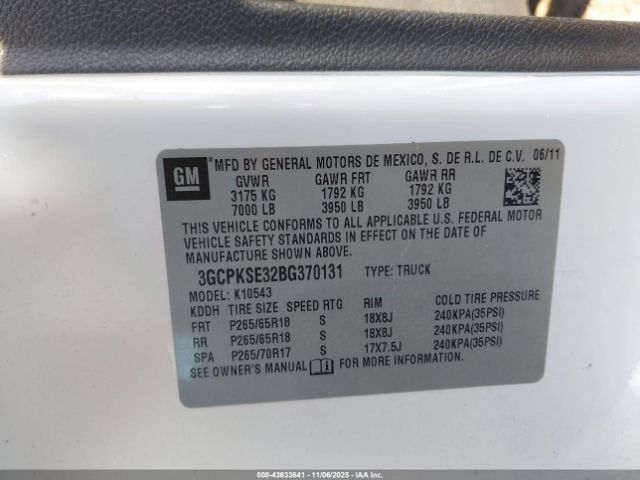 GM
® MFD BY GENERAL MOTORS DE MEXICO, S. DE R.L. DE C.V. 06/11
GVWR GAWR FRT GAWR RR
3175 KG 1792 KG 1792 KG
7000 LB 3950 LB 3950 LB
THIS VEHICLE CONFORMS TO ALL APPLICABLE U.S. FEDERAL MOTOR
VEHICLE SAFETY STANDARDS IN EFFECT ON THE DATE OF
MANUFACTURE SHOWN ABOVE.
3GCPKSE32BG370131 TYPE: TRUCK
MODEL: K10543
KDDH TIRE SIZE SPEED RTG RIM COLD TIRE PRESSURE
FRT P265/65R18 S 18X8J 240KPA(35PSI)
RR P265/65R18 S 18X8J 240KPA(35PSI)
SPA P265/70R17 S 17X7.5J 240KPA(35PSI)
SEE OWNER'S MANUAL FOR MORE INFORMATION.
000-43633641 - 11/06/2025 - IAAHDT.CA